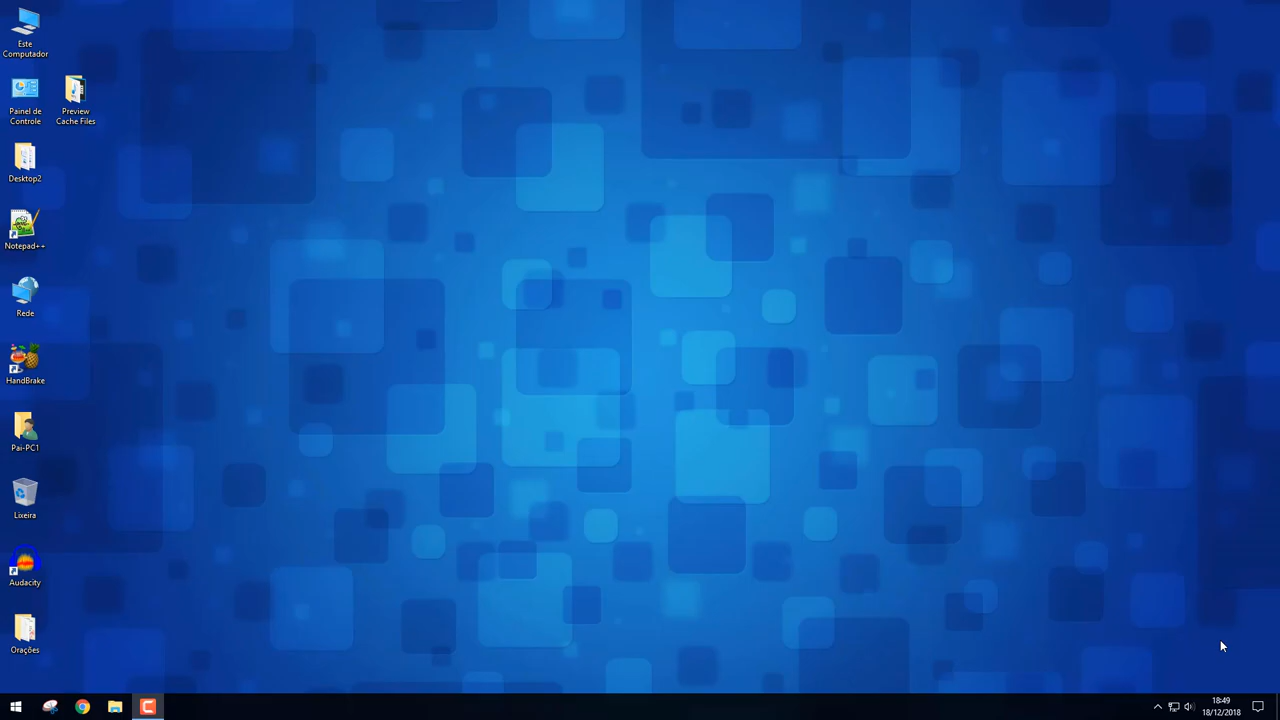 Este
Computador
Painel de
Controle
Preview
Cache Files
Desktop2
Notepad++
Rede
HandBrake
Pai-PC1
Lixeira
Audacity
Orações
18:49
18/12/2018